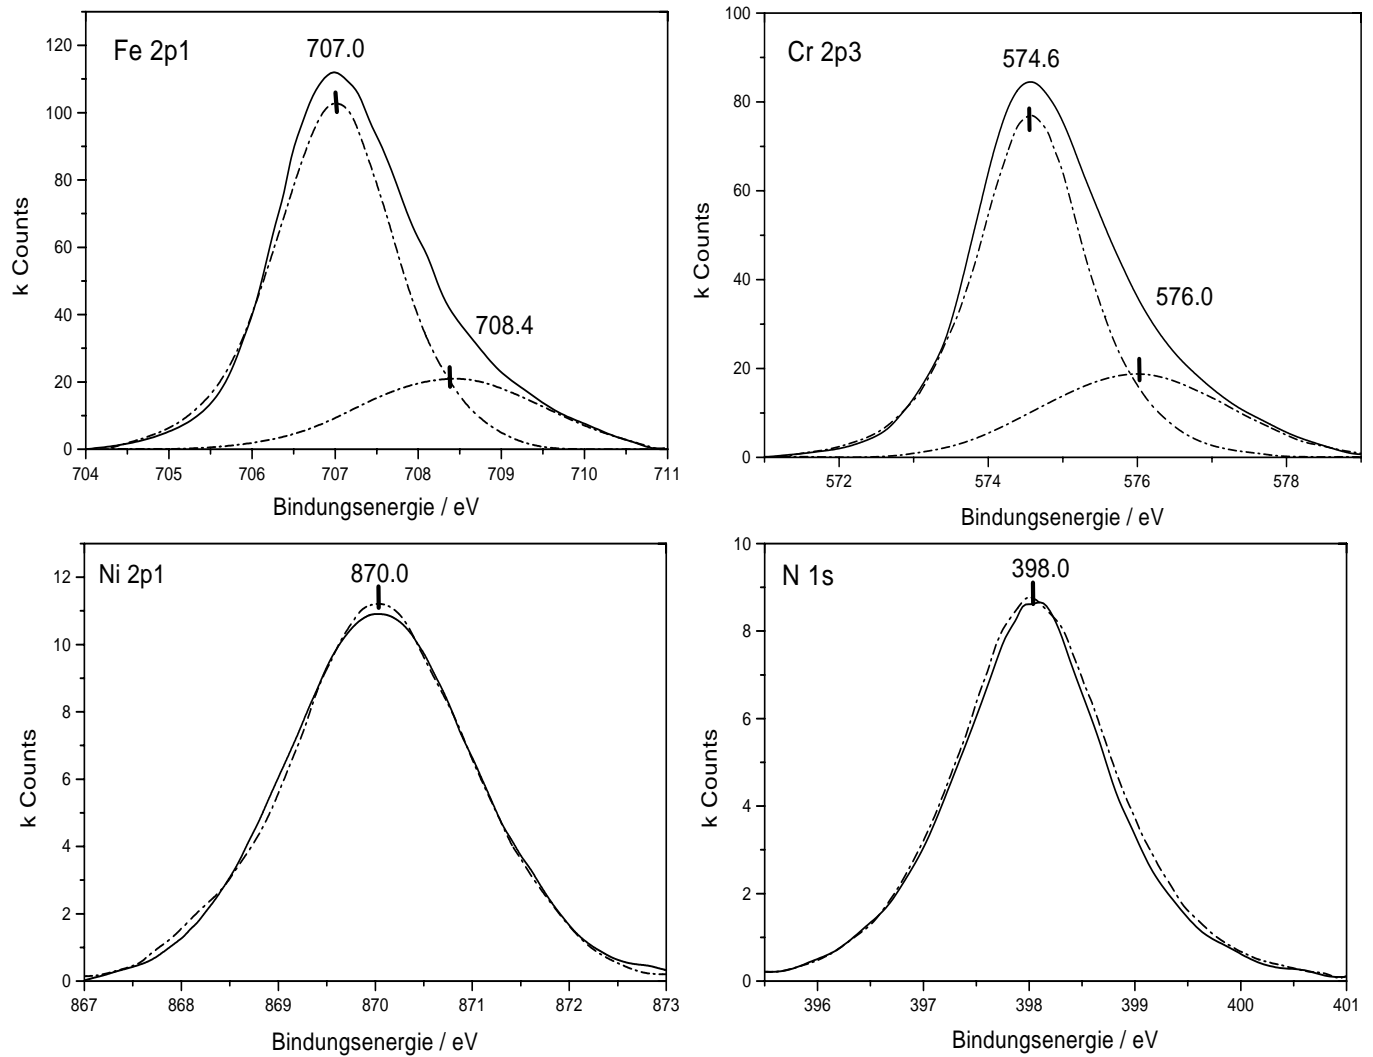 Fe 2p1
707.0
708.4
k Counts
120
100
80
60
40
20
0
704 705 706 707 708 709 710 711
Bindungsenergie / eV
Cr 2p3
574.6
576.0
k Counts
100
80
60
40
20
0
572 574 576 578
Bindungsenergie / eV
Ni 2p1
870.0
k Counts
12
10
8
6
4
2
0
867 868 869 870 871 872 873
Bindungsenergie / eV
N 1s
398.0
k Counts
10
8
6
4
2
0
396 397 398 399 400 401
Bindungsenergie / eV